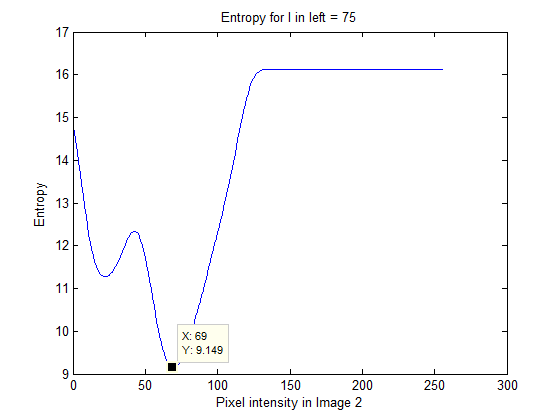 Entropy for I in left = 75
17
16
15
14
13
12
11
10
9
Entropy
X: 69
Y: 9.149
0 50 100 150 200 250 300
Pixel intensity in Image 2